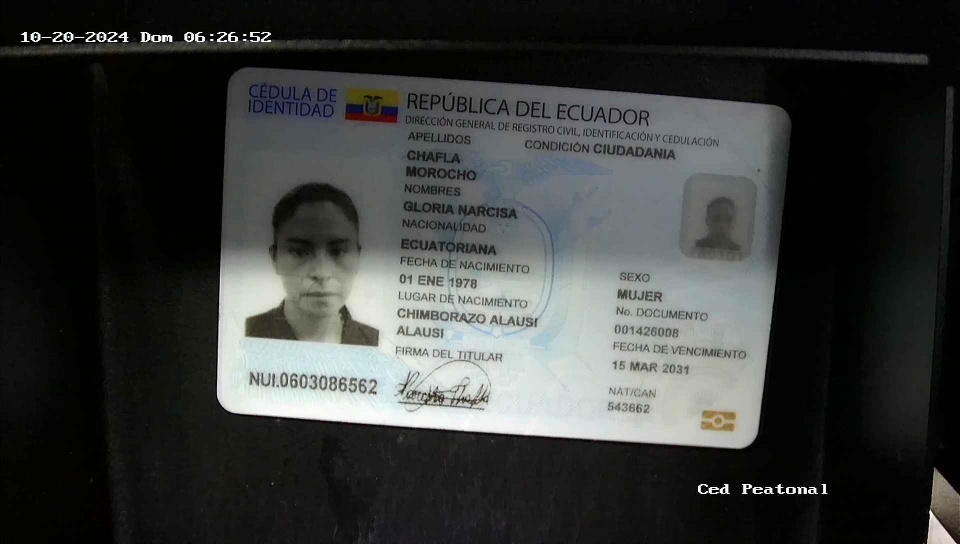 10-20-2024 Dom 06:26:52
CÉDULA DE
IDENTIDAD
REPÚBLICA DEL ECUADOR
DIRECCIÓN GENERAL DE REGISTRO CIVIL, IDENTIFICACIÓN Y CEDULACIÓN
APELLIDOS
CONDICIÓN CIUDADANIA
CHAFLA
MOROCHO
NOMBRES
GLORIA NARCISA
NACIONALIDAD
ECUATORIANA
FECHA DE NACIMIENTO
01 ENE 1978
LUGAR DE NACIMIENTO
CHIMBORAZO ALAUSI
ALAUSI
FIRMA DEL TITULAR
SEXO
MUJER
No. DOCUMENTO
001426008
FECHA DE VENCIMIENTO
15 MAR 2031
NAT/CAN
543662
NUI.0603086562
Ced Peatonal